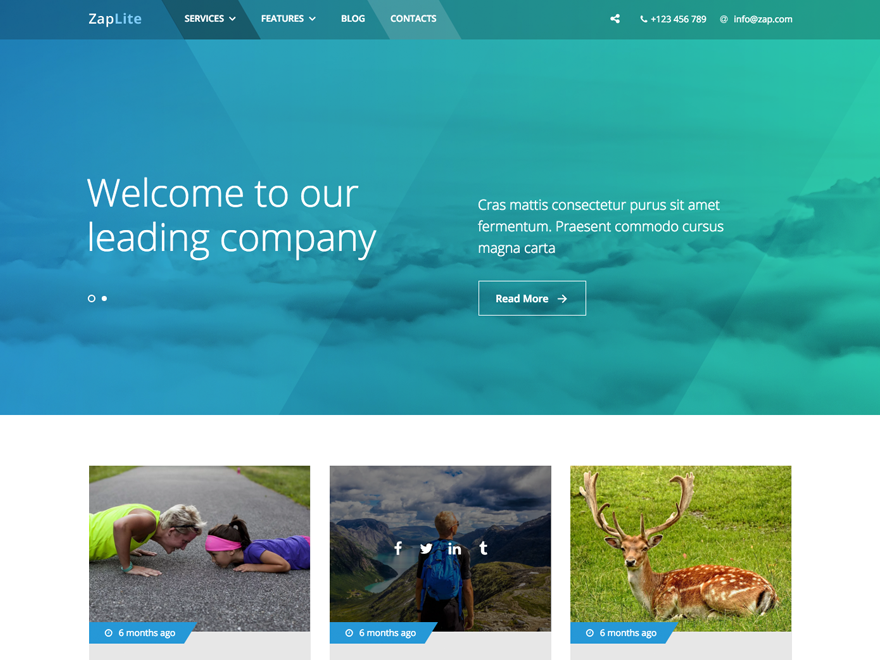 ZapLite
SERVICES
FEATURES
BLOG
CONTACTS
+123 456 789
@ info@zap.com
Welcome to our
leading company
Cras mattis consectetur purus sit amet
fermentum. Praesent commodo cursus
magna carta
Read More
6 months ago
6 months ago
6 months ago